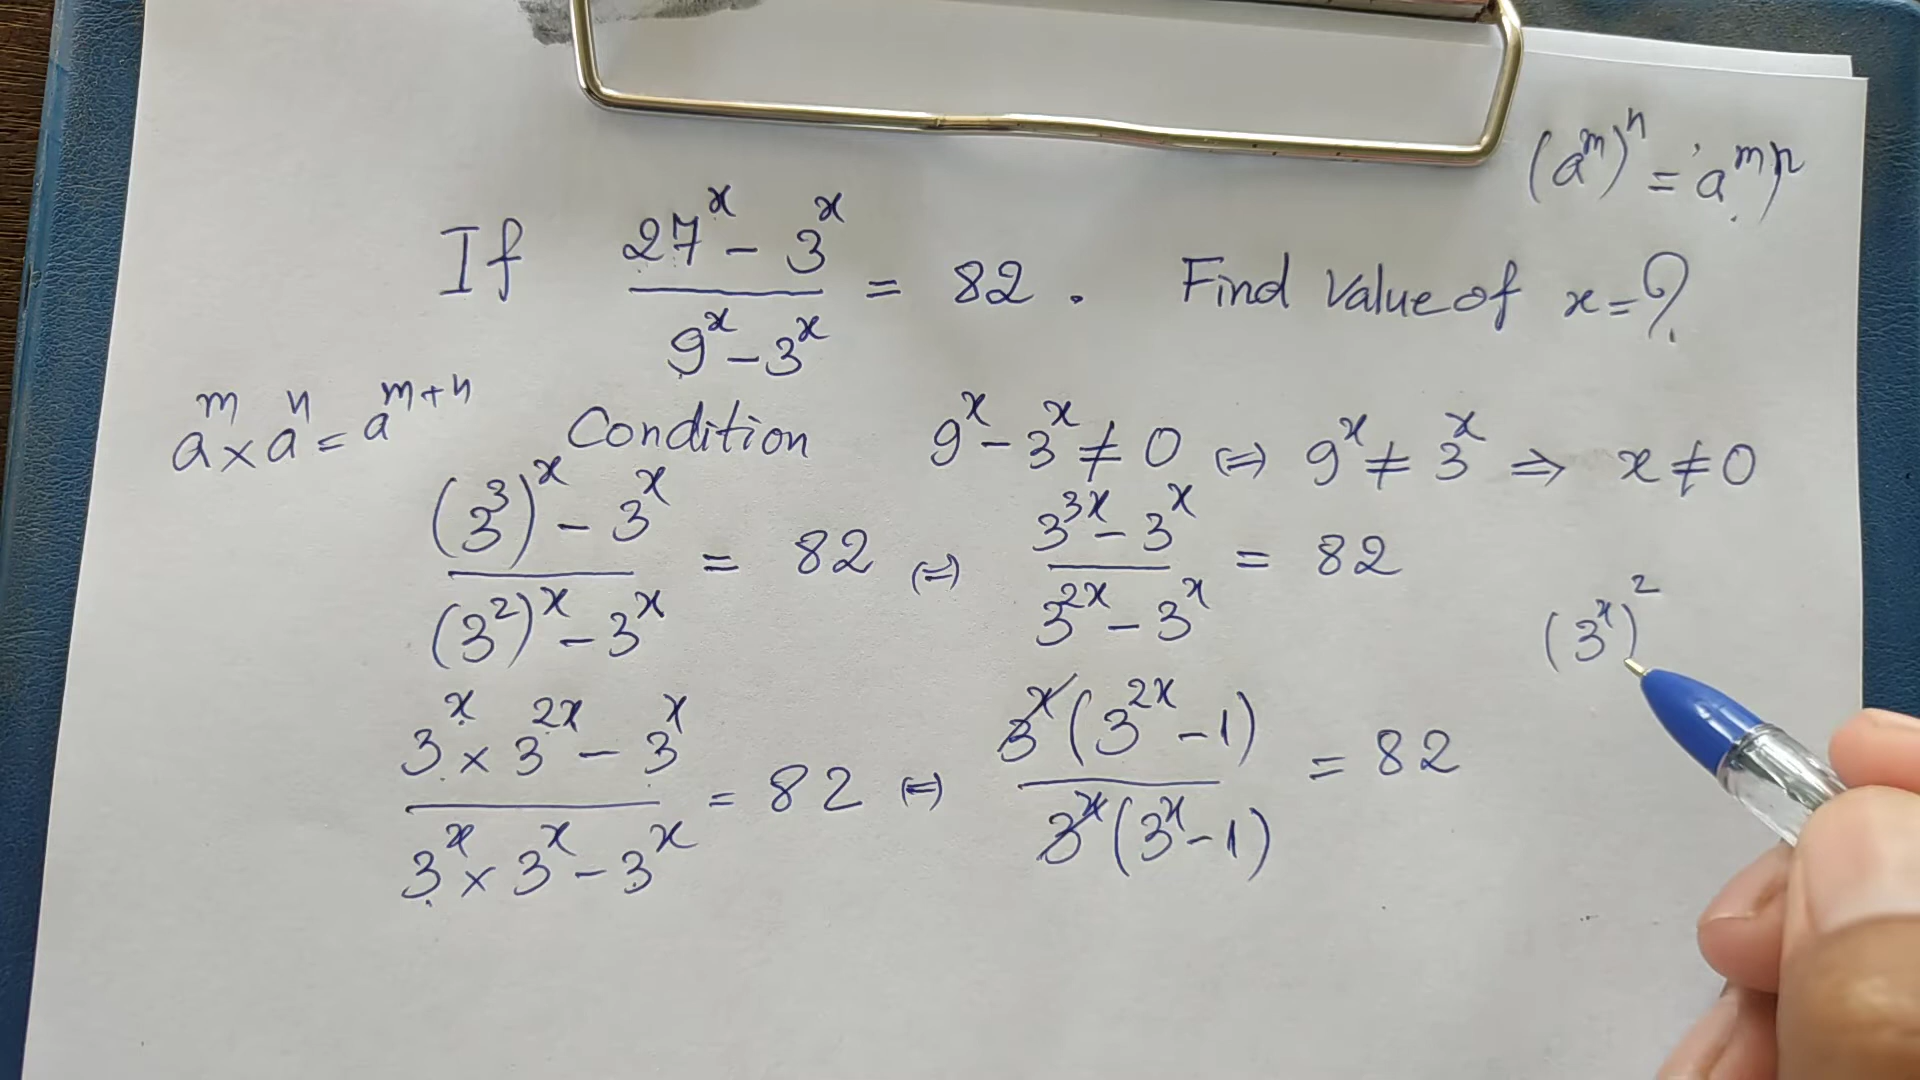 (a^m)^n = a^mn
If (27^x - 3^x)/(9^x - 3^x) = 82 . Find Value of x = ?
a^m × a^n = a^m+n
Condition 9^x - 3^x ≠ 0 ⇔ 9^x ≠ 3^x ⇒ x ≠ 0
((3^3)^x - 3^x)/((3^2)^x - 3^x) = 82 ⇔ (3^3x - 3^x)/(3^2x - 3^x) = 82
(3^x)^2
(3^x × 3^2x - 3^x)/(3^x × 3^x - 3^x) = 82 ⇔ (3^x(3^2x - 1))/(3^x(3^x - 1)) = 82